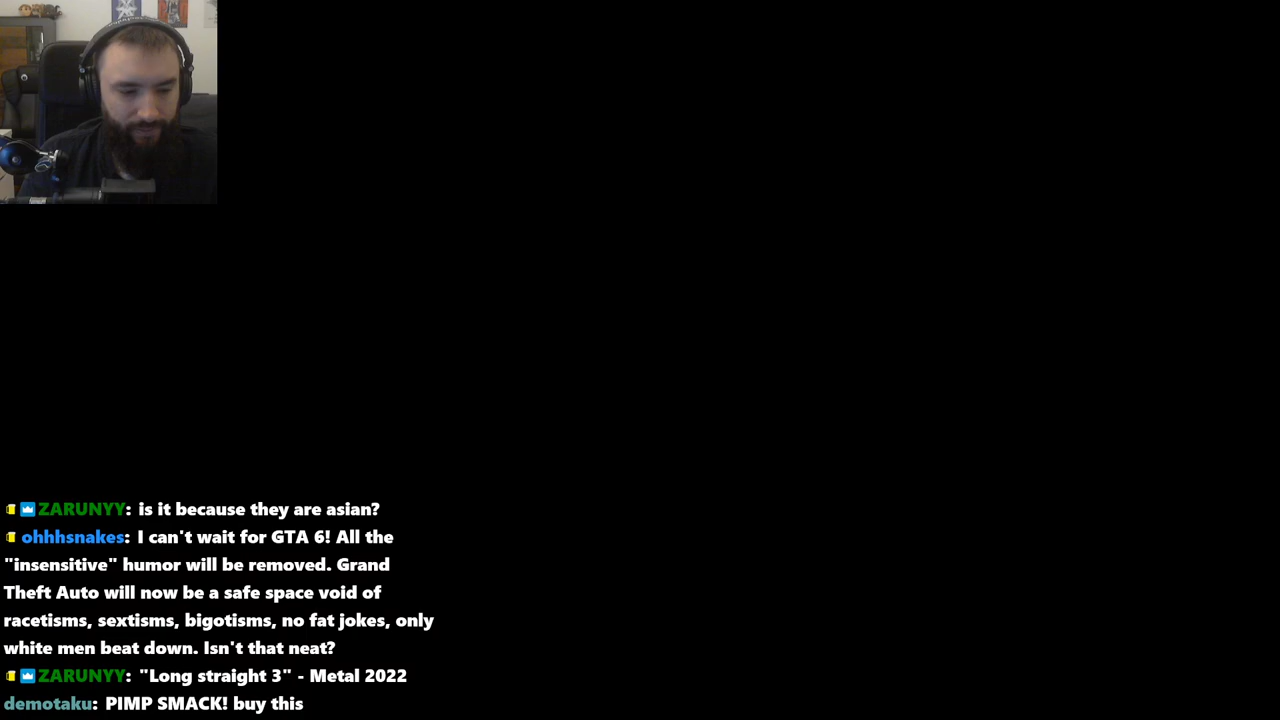 ZARUNYY: is it because they are asian?
ohhhsnakes: I can't wait for GTA 6! All the
"insensitive" humor will be removed. Grand
Theft Auto will now be a safe space void of
racetisms, sextisms, bigotisms, no fat jokes, only
white men beat down. Isn't that neat?
ZARUNYY: "Long straight 3" - Metal 2022
demotaku: PIMP SMACK! buy this